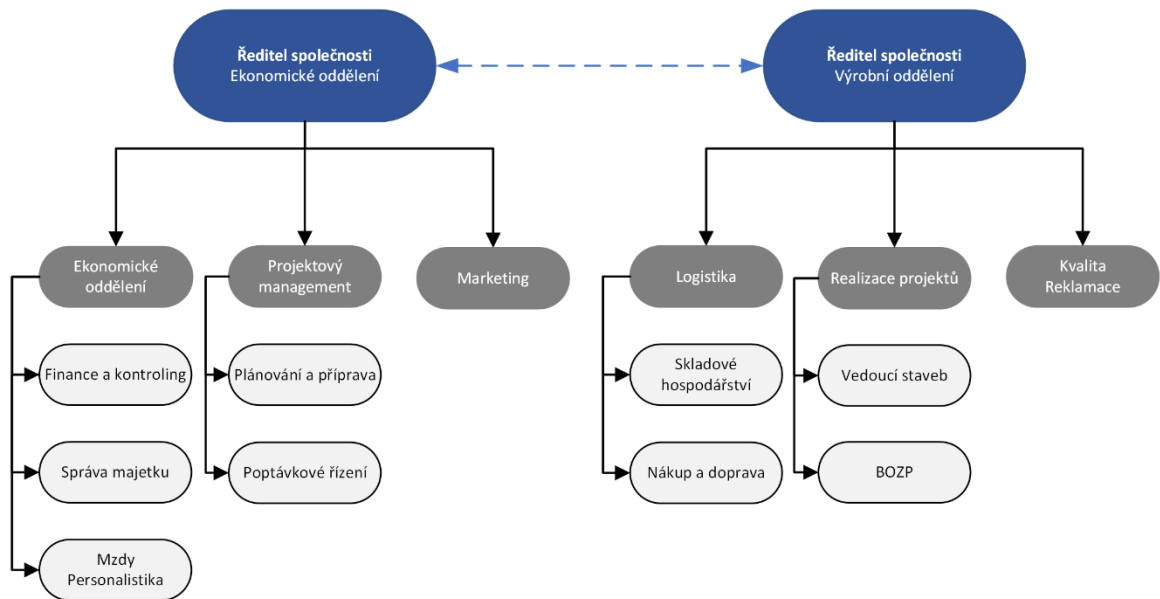 Ředitel společnosti
Ekonomické oddělení
Ředitel společnosti
Výrobní oddělení
Ekonomické
oddělení
Projektový
management
Marketing
Logistika
Realizace projektů
Kvalita
Reklamace
Finance a kontroling
Plánování a příprava
Skladové
hospodářství
Vedoucí staveb
Správa majetku
Poptávkové řízení
Nákup a doprava
BOZP
Mzdy
Personalistika